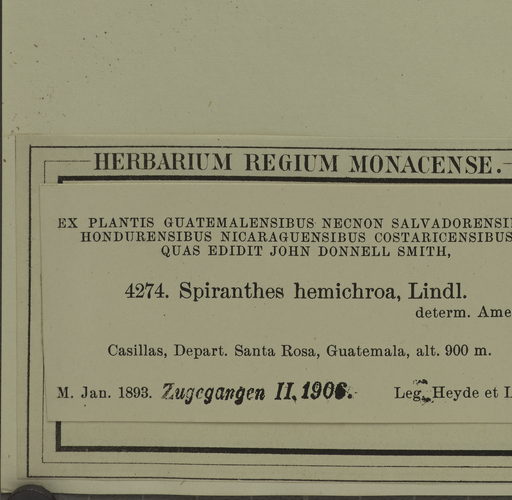 HERBARIUM REGIUM MONACENSE.
EX PLANTIS GUATEMALENSIBUS NECNON SALVADORENSI
HONDURENSIBUS NICARAGUENSIBUS COSTARICENSIBUS
QUAS EDIDIT JOHN DONNELL SMITH,
4274. Spiranthes hemichroa, Lindl.
determ. Ame
Casillas, Depart. Santa Rosa, Guatemala, alt. 900 m.
M. Jan. 1893. Zugegangen II, 1906. Leg. Heyde et L